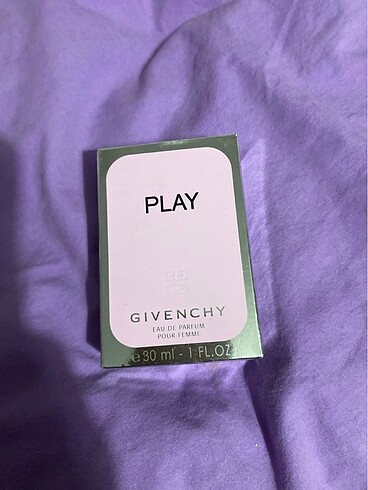 PLAY
GIVENCHY
EAU DE PARFUM
POUR FEMME
e 30 ml - 1 FL.OZ